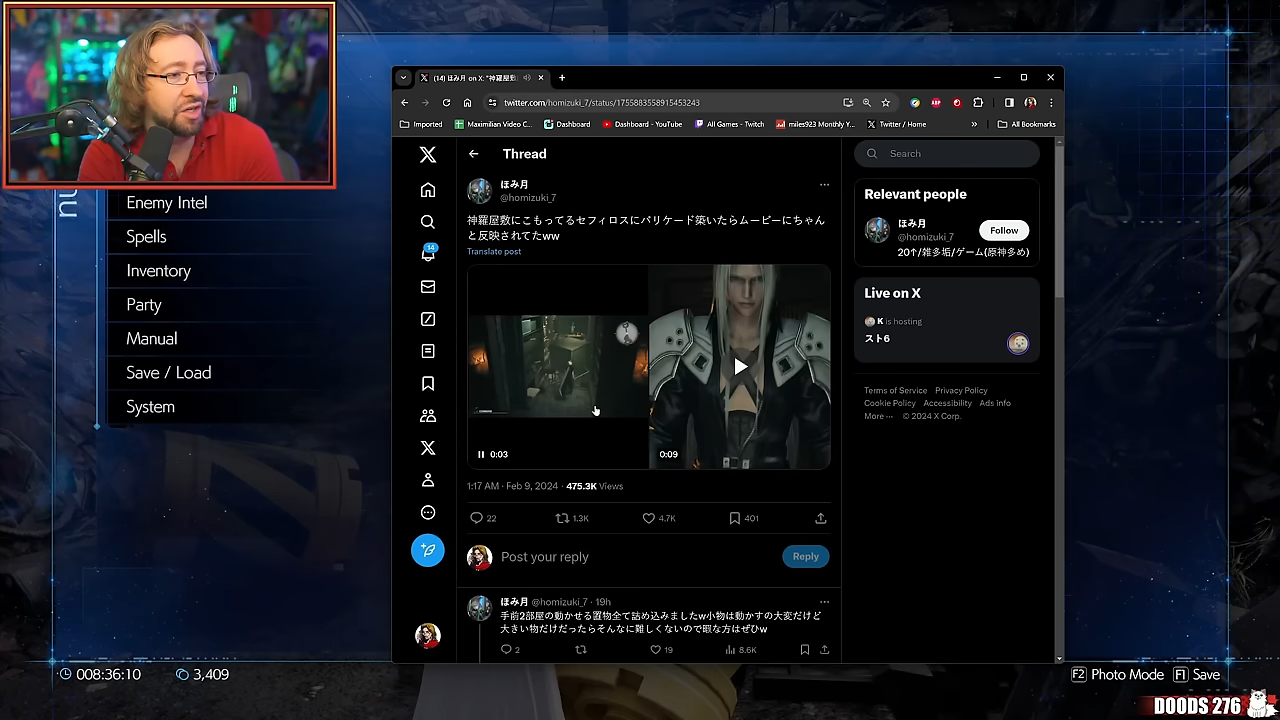 (14) ほみ月 on X: "神羅屋敷
twitter.com/homizuki_7/status/1755883558915453243
Imported
Maximilian Video C...
Dashboard
Dashboard - YouTube
All Games - Twitch
miles923 Monthly Y...
Twitter / Home
»
All Bookmarks
nu
Enemy Intel
Spells
Inventory
Party
Manual
Save / Load
System
14
Thread
ほみ月
@homizuki_7
神羅屋敷にこもってるセフィロスにバリケード築いたらムービーにちゃん
と反映されてたww
Translate post
0:03
0:09
1:17 AM · Feb 9, 2024 · 475.3K Views
22
1.3K
4.7K
401
Post your reply
Reply
ほみ月 @homizuki_7 · 19h
手前2部屋の動かせる置物全て詰め込みましたw小物は動かすの大変だけど
大きい物だけだったらそんなに難しくないので暇な方はぜひw
2
19
8.6K
Search
Relevant people
ほみ月
@homizuki_7
Follow
20↑/雑多垢/ゲーム(原神多め)
Live on X
K is hosting
スト6
Terms of Service Privacy Policy
Cookie Policy Accessibility Ads info
More ··· © 2024 X Corp.
008:36:10
3,409
F2 Photo Mode F1 Save
DOODS 276